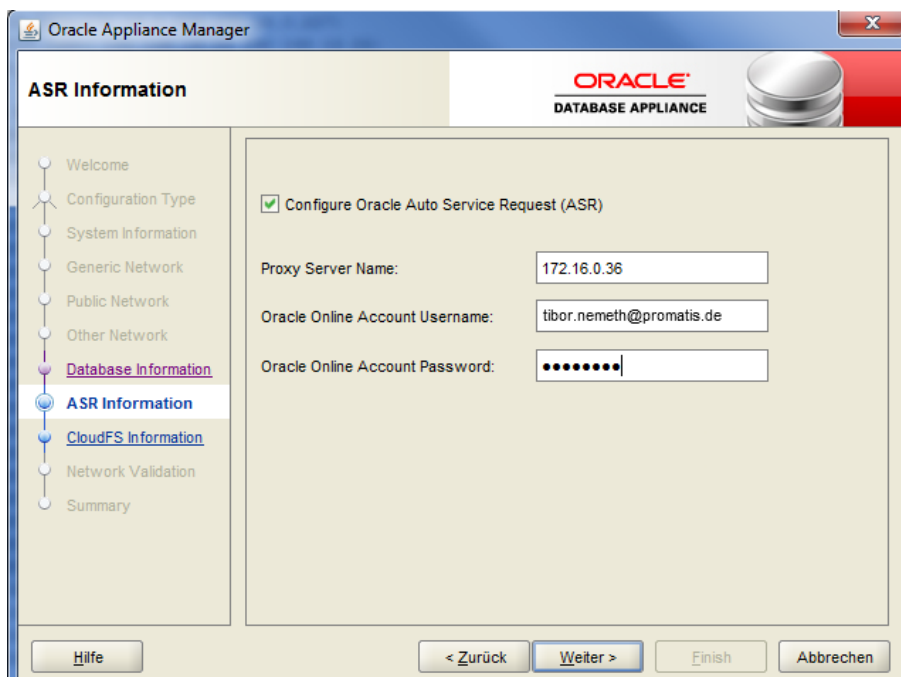 Oracle Appliance Manager
ASR Information
ORACLE
DATABASE APPLIANCE
Welcome
Configuration Type
System Information
Generic Network
Public Network
Other Network
Database Information
ASR Information
CloudFS Information
Network Validation
Summary
Configure Oracle Auto Service Request (ASR)
Proxy Server Name: 172.16.0.36
Oracle Online Account Username: tibor.nemeth@promatis.de
Oracle Online Account Password: ●●●●●●●●
Hilfe
< Zurück
Weiter >
Finish
Abbrechen